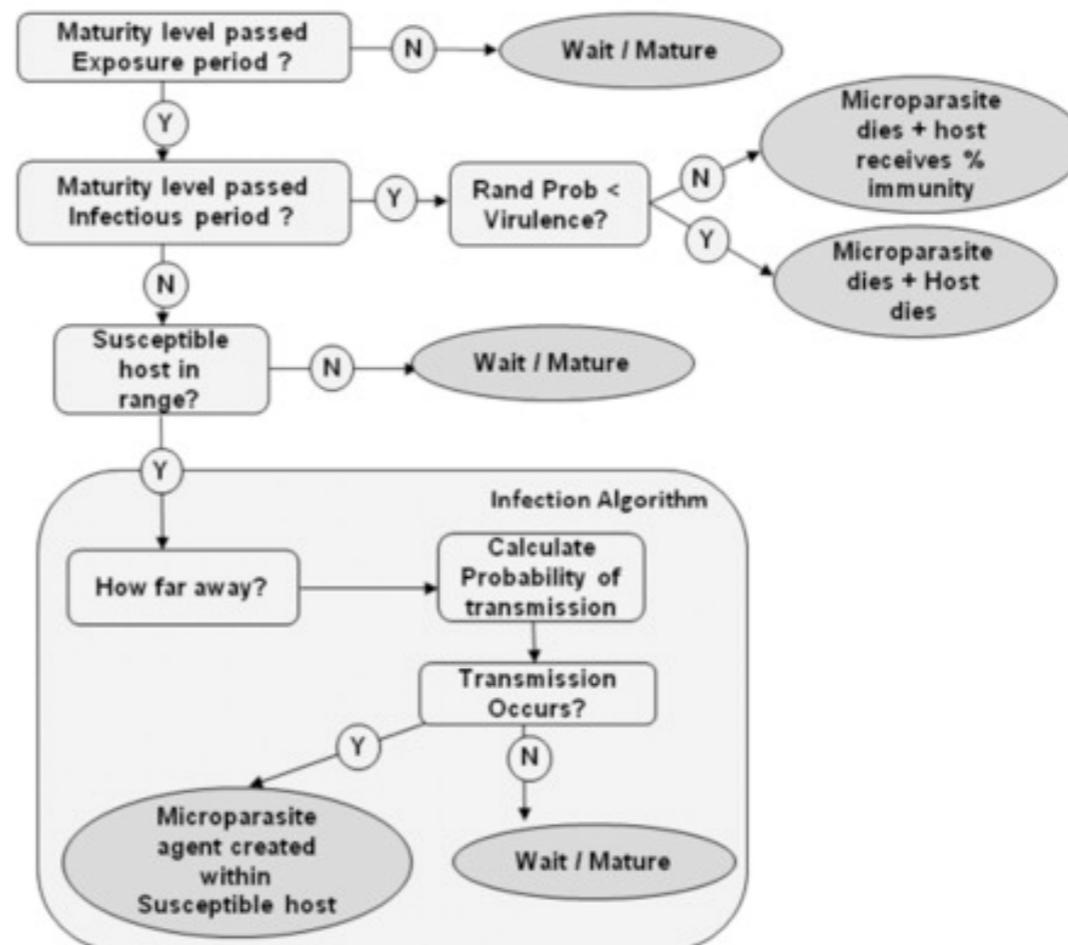 Maturity level passed
Exposure period ?
N
Wait / Mature
Y
Maturity level passed
Infectious period ?
Y
Rand Prob <
Virulence?
N
Microparasite
dies + host
receives %
immunity
Y
Microparasite
dies + Host
dies
N
Susceptible
host in
range?
N
Wait / Mature
Y
Infection Algorithm
How far away?
Calculate
Probability of
transmission
Transmission
Occurs?
Y
N
Microparasite
agent created
within
Susceptible host
Wait / Mature